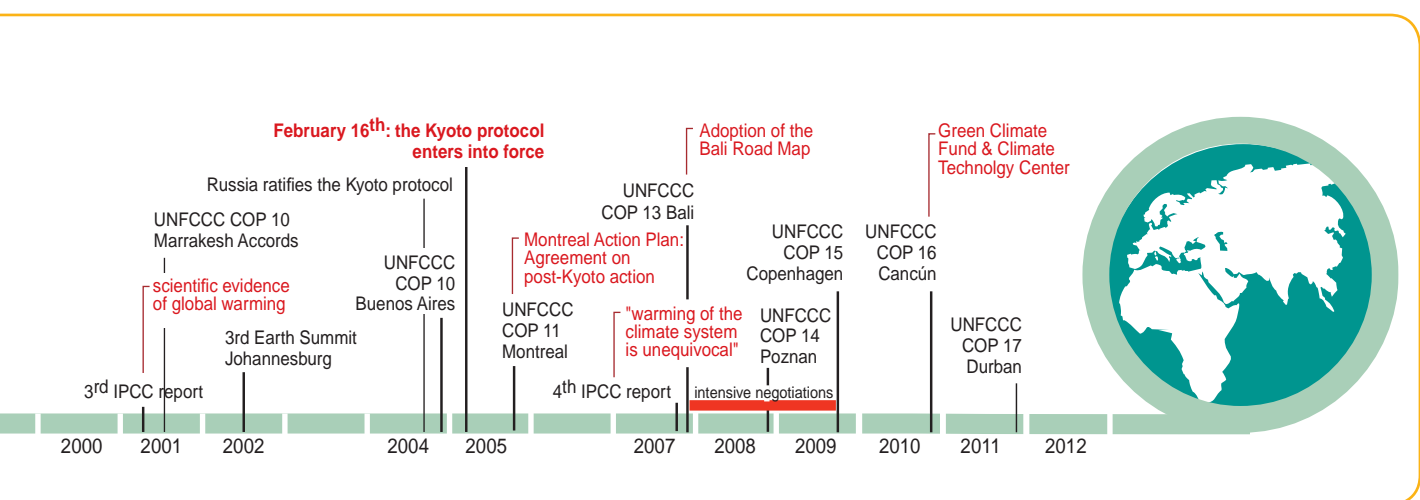 February 16th: the Kyoto protocol
enters into force
Russia ratifies the Kyoto protocol
UNFCCC COP 10
Marrakesh Accords
scientific evidence
of global warming
3rd Earth Summit
Johannesburg
3rd IPCC report
UNFCCC
COP 10
Buenos Aires
Montreal Action Plan:
Agreement on
post-Kyoto action
UNFCCC
COP 11
Montreal
Adoption of the
Bali Road Map
UNFCCC
COP 13 Bali
"warming of the
climate system
is unequivocal"
4th IPCC report
UNFCCC
COP 14
Poznan
intensive negotiations
UNFCCC
COP 15
Copenhagen
UNFCCC
COP 16
Cancún
Green Climate
Fund & Climate
Technolgy Center
UNFCCC
COP 17
Durban
2000 2001 2002 2004 2005 2007 2008 2009 2010 2011 2012